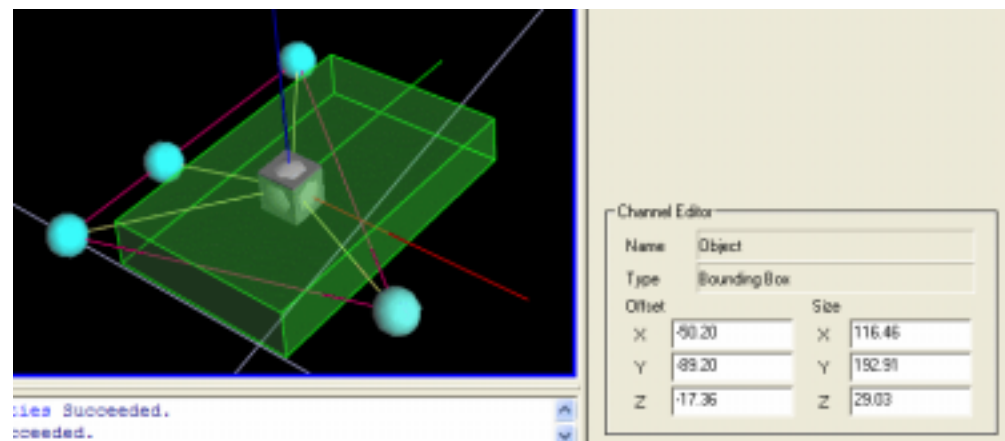 Channel Editor
Name Object
Type Bounding Box
Offset Size
X -50.20 X 116.46
Y -89.20 Y 192.91
Z -17.36 Z 29.03
ties Succeeded.
cceeded.